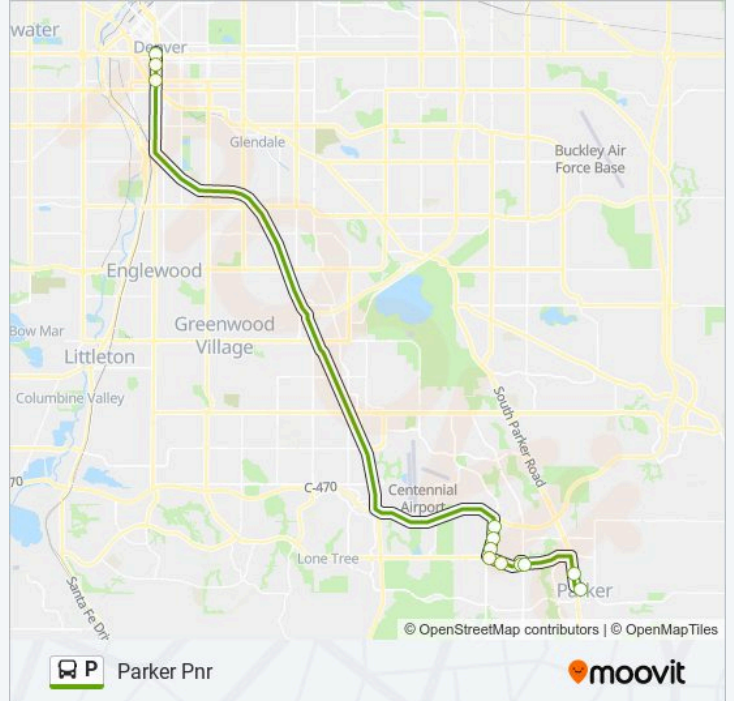 water
Denver
Glendale
Buckley Air
Force Base
Englewood
Greenwood
Village
Bow Mar
Littleton
Columbine Valley
South Parker Road
70
C-470
Centennial
Airport
Lone Tree
Santa Fe Driv
Parker
© OpenStreetMap contributors | © OpenMapTiles
P
Parker Pnr
moovit